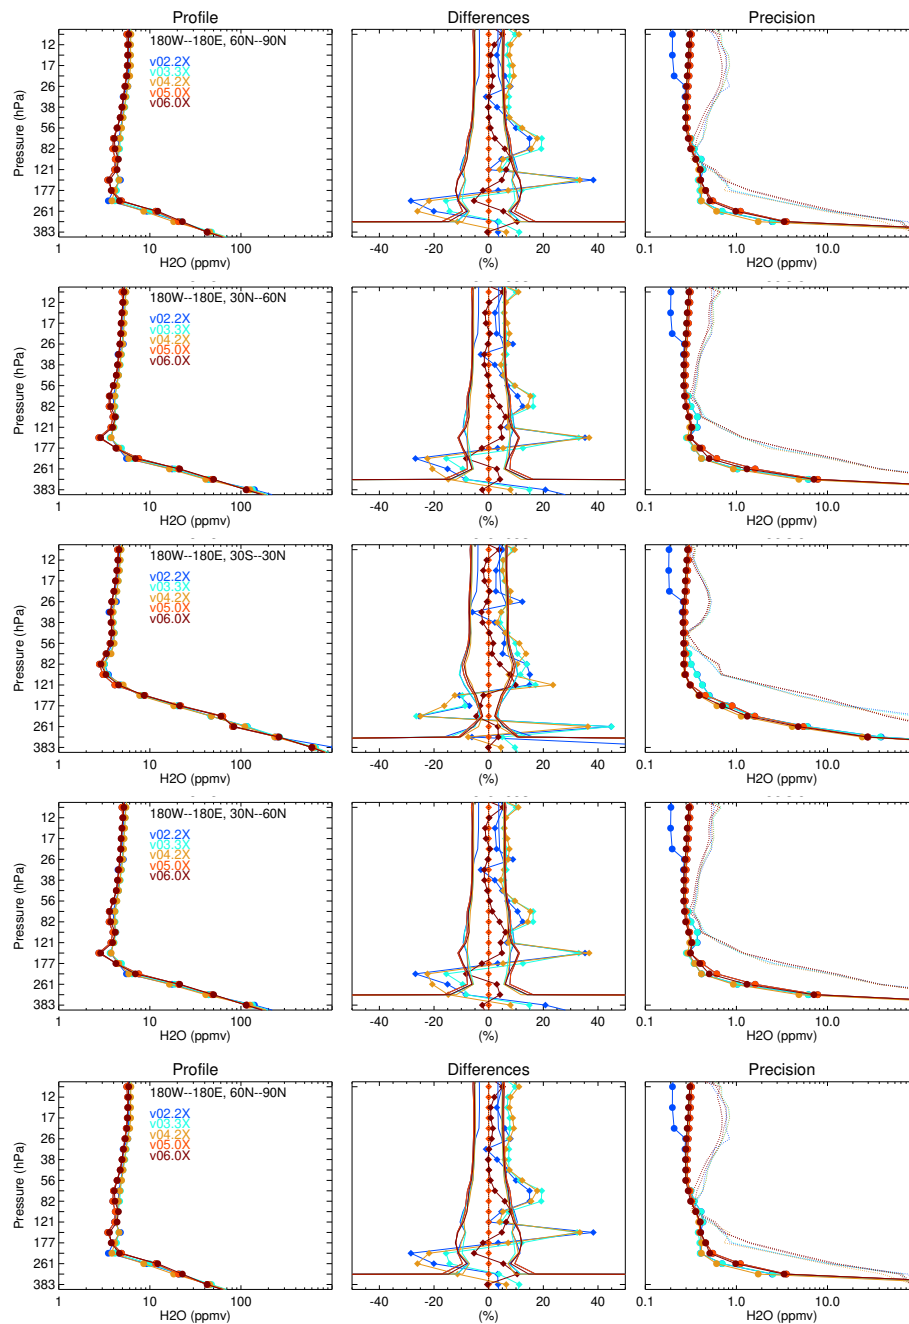 Profile
Differences
Precision
180W--180E, 60N--90N
v02.2X
v03.3X
v04.2X
v05.0X
v06.0X
Pressure (hPa)
12
17
26
38
56
82
121
177
261
383
1
10
100
H2O (ppmv)
-40
-20
0
20
40
(%)
0.1
1.0
10.0
H2O (ppmv)
180W--180E, 30N--60N
v02.2X
v03.3X
v04.2X
v05.0X
v06.0X
Pressure (hPa)
12
17
26
38
56
82
121
177
261
383
1
10
100
H2O (ppmv)
-40
-20
0
20
40
(%)
0.1
1.0
10.0
H2O (ppmv)
180W--180E, 30S--30N
v02.2X
v03.3X
v04.2X
v05.0X
v06.0X
Pressure (hPa)
12
17
26
38
56
82
121
177
261
383
1
10
100
H2O (ppmv)
-40
-20
0
20
40
(%)
0.1
1.0
10.0
H2O (ppmv)
180W--180E, 30N--60N
v02.2X
v03.3X
v04.2X
v05.0X
v06.0X
Pressure (hPa)
12
17
26
38
56
82
121
177
261
383
1
10
100
H2O (ppmv)
-40
-20
0
20
40
(%)
0.1
1.0
10.0
H2O (ppmv)
Profile
Differences
Precision
180W--180E, 60N--90N
v02.2X
v03.3X
v04.2X
v05.0X
v06.0X
Pressure (hPa)
12
17
26
38
56
82
121
177
261
383
1
10
100
H2O (ppmv)
-40
-20
0
20
40
(%)
0.1
1.0
10.0
H2O (ppmv)